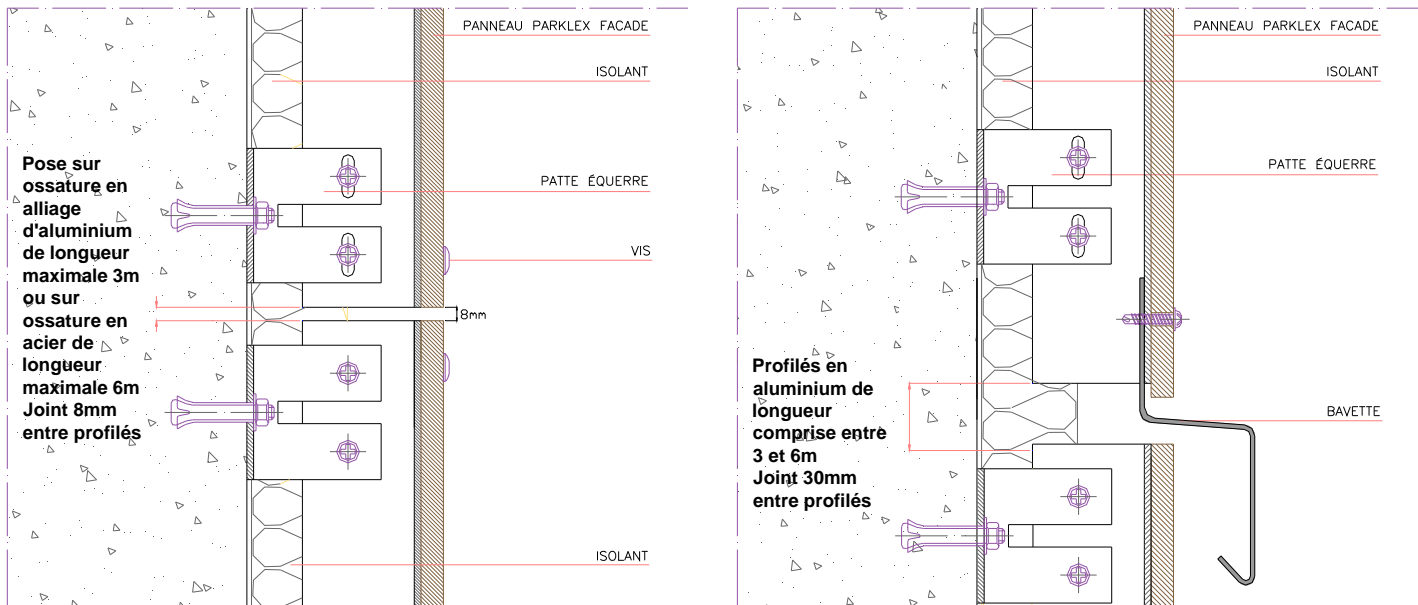 PANNEAU PARKLEX FACADE
ISOLANT
Pose sur
ossature en
alliage
d'aluminium
de longueur
maximale 3m
ou sur
ossature en
acier de
longueur
maximale 6m
Joint 8mm
entre profilés
PATTE ÉQUERRE
VIS
8mm
ISOLANT
PANNEAU PARKLEX FACADE
ISOLANT
PATTE ÉQUERRE
Profilés en
aluminium de
longueur
comprise entre
3 et 6m
Joint 30mm
entre profilés
BAVETTE